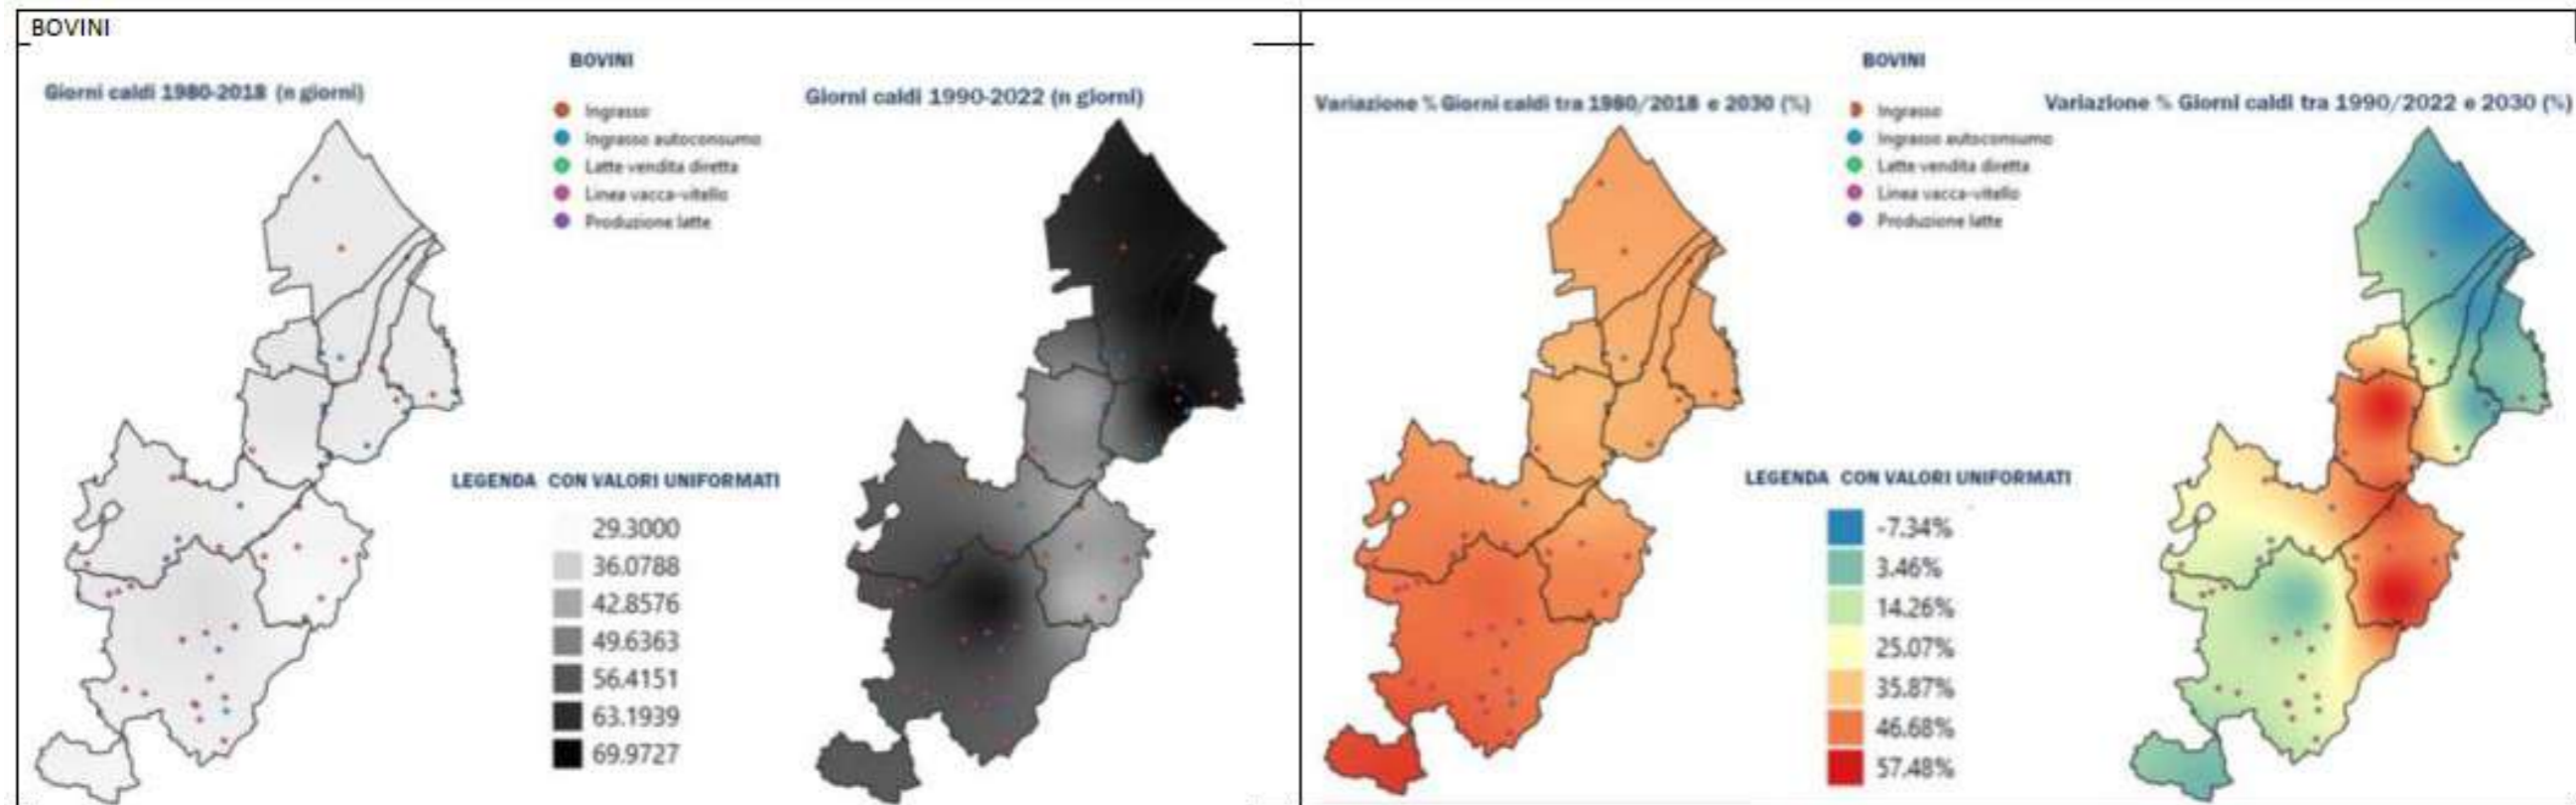 BOVINI
BOVINI
Giorni caldi 1980-2018 (n giorni)
Ingrasso
Ingrasso autoconsumo
Latte vendita diretta
Linea vacca-vitello
Produzione latte
Giorni caldi 1990-2022 (n giorni)
LEGENDA CON VALORI UNIFORMATI
29.3000
36.0788
42.8576
49.6363
56.4151
63.1939
69.9727
BOVINI
Variazione % Giorni caldi tra 1980/2018 e 2030 (%)
Ingrasso
Ingrasso autoconsumo
Latte vendita diretta
Linea vacca-vitello
Produzione latte
Variazione % Giorni caldi tra 1990/2022 e 2030 (%)
LEGENDA CON VALORI UNIFORMATI
-7.34%
3.46%
14.26%
25.07%
35.87%
46.68%
57.48%